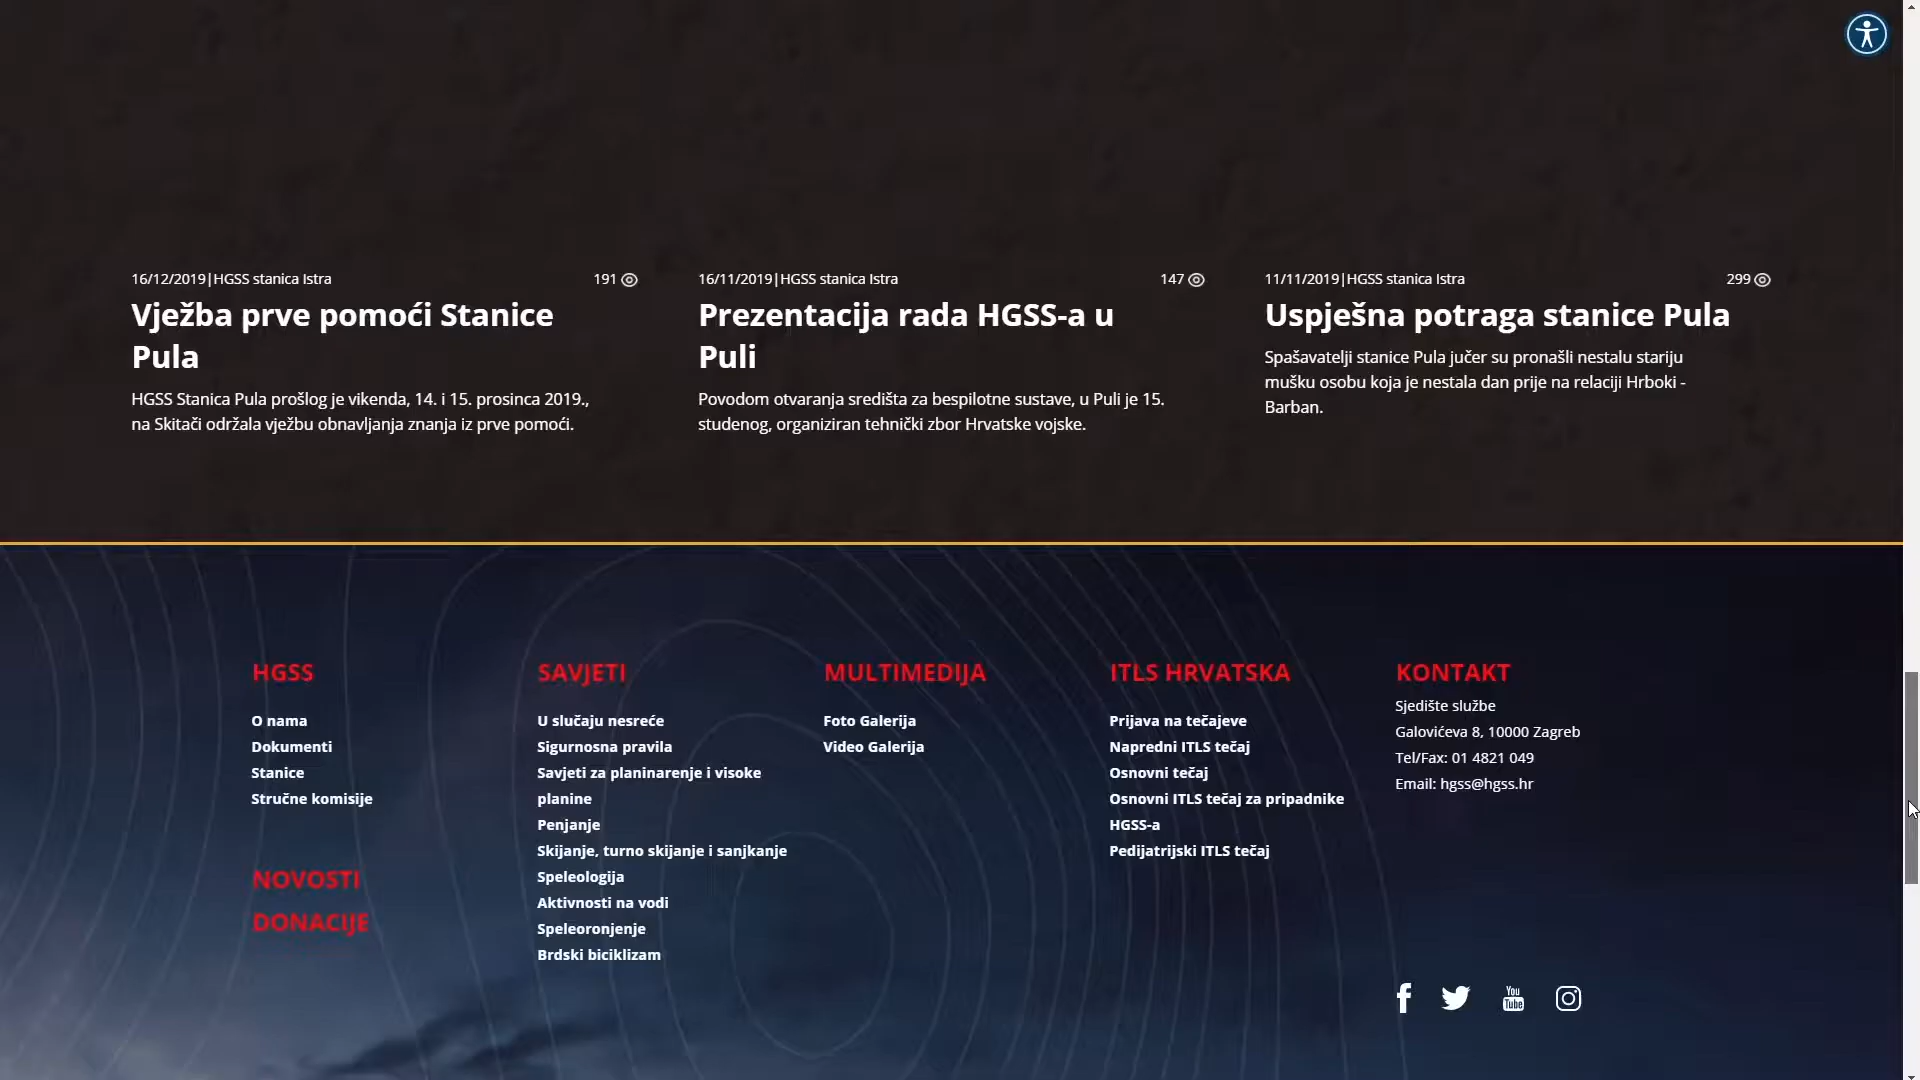 16/12/2019|HGSS stanica Istra
191
Vježba prve pomoći Stanice
Pula
HGSS Stanica Pula prošlog je vikenda, 14. i 15. prosinca 2019.,
na Skitači održala vježbu obnavljanja znanja iz prve pomoći.
16/11/2019|HGSS stanica Istra
147
Prezentacija rada HGSS-a u
Puli
Povodom otvaranja središta za bespilotne sustave, u Puli je 15.
studenog, organiziran tehnički zbor Hrvatske vojske.
11/11/2019|HGSS stanica Istra
299
Uspješna potraga stanice Pula
Spašavatelji stanice Pula jučer su pronašli nestalu stariju
mušku osobu koja je nestala dan prije na relaciji Hrboki -
Barban.
HGSS
O nama
Dokumenti
Stanice
Stručne komisije
NOVOSTI
DONACIJE
SAVJETI
U slučaju nesreće
Sigurnosna pravila
Savjeti za planinarenje i visoke
planine
Penjanje
Skijanje, turno skijanje i sanjkanje
Speleologija
Aktivnosti na vodi
Speleoronjenje
Brdski biciklizam
MULTIMEDIJA
Foto Galerija
Video Galerija
ITLS HRVATSKA
Prijava na tečajeve
Napredni ITLS tečaj
Osnovni tečaj
Osnovni ITLS tečaj za pripadnike
HGSS-a
Pedijatrijski ITLS tečaj
KONTAKT
Sjedište službe
Galovićeva 8, 10000 Zagreb
Tel/Fax: 01 4821 049
Email: hgss@hgss.hr
You
Tube